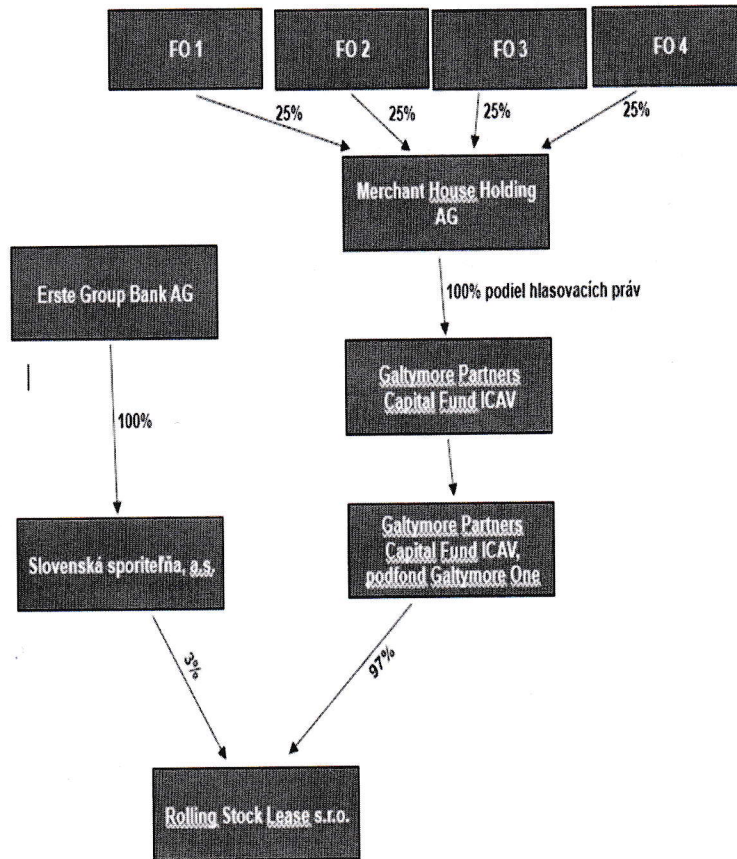 FO 1
FO 2
FO 3
FO 4
25%
25%
25%
25%
Merchant House Holding
AG
Erste Group Bank AG
100% podiel hlasovacích práv
Galtymore Partners
Capital Fund ICAV
100%
Slovenská sporiteľňa, a.s.
Galtymore Partners
Capital Fund ICAV,
podfond Galtymore One
3%
97%
Rolling Stock Lease s.r.o.